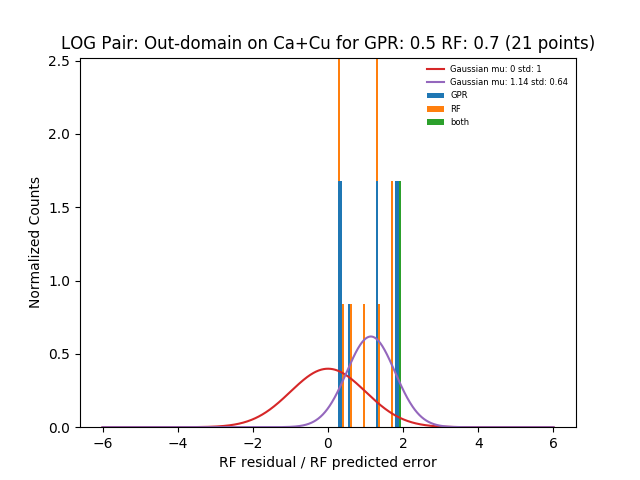 LOG Pair: Out-domain on Ca+Cu for GPR: 0.5 RF: 0.7 (21 points)
Gaussian mu: 0 std: 1
Gaussian mu: 1.14 std: 0.64
GPR
RF
both
Normalized Counts
2.5
2.0
1.5
1.0
0.5
0.0
−6 −4 −2 0 2 4 6
RF residual / RF predicted error